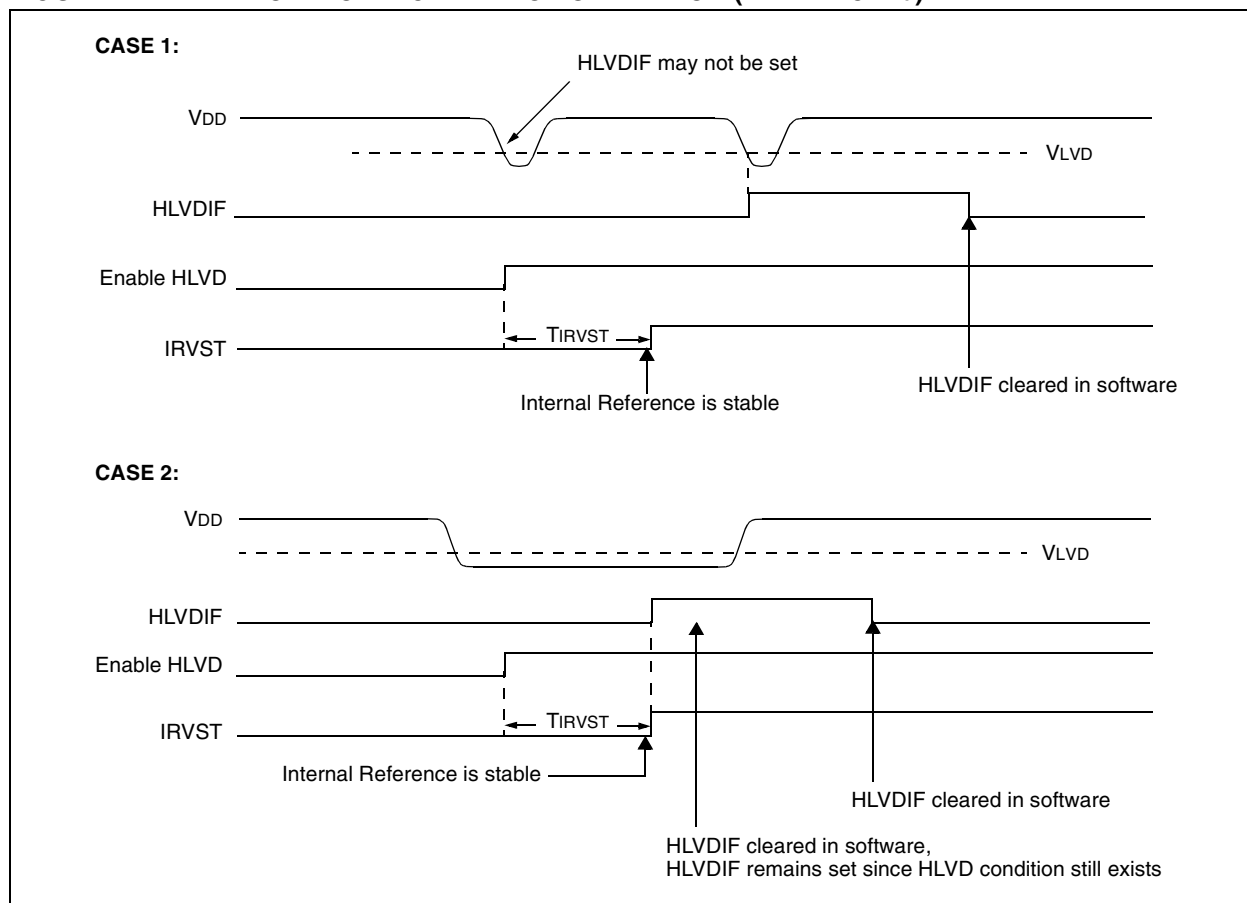 CASE 1:
HLVDIF may not be set
VDD
VLVD
HLVDIF
Enable HLVD
TIRVST
IRVST
HLVDIF cleared in software
Internal Reference is stable
CASE 2:
VDD
VLVD
HLVDIF
Enable HLVD
TIRVST
IRVST
Internal Reference is stable
HLVDIF cleared in software
HLVDIF cleared in software,
HLVDIF remains set since HLVD condition still exists